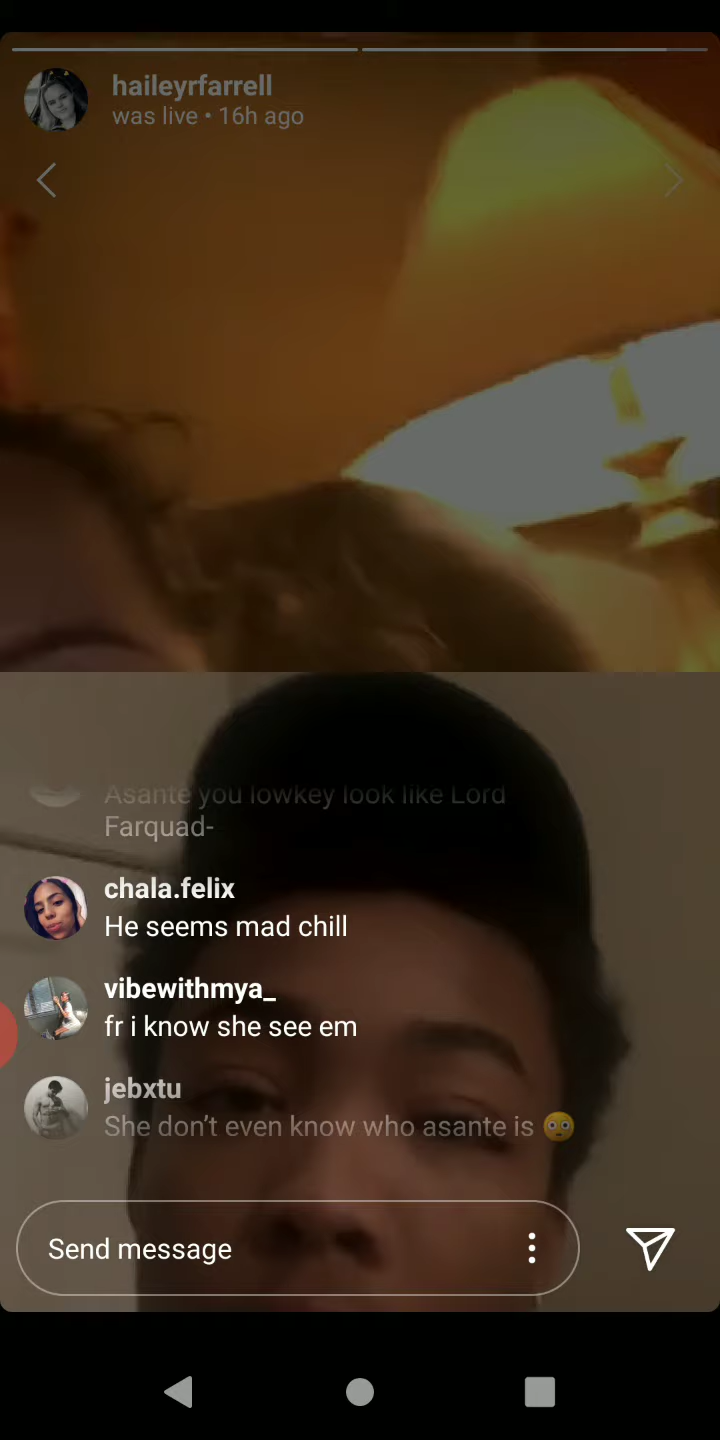 haileyrfarrell
was live • 16h ago
Asante you lowkey look like Lord
Farquad-
chala.felix
He seems mad chill
vibewithmya_
fr i know she see em
jebxtu
She don’t even know who asante is 😳
Send message